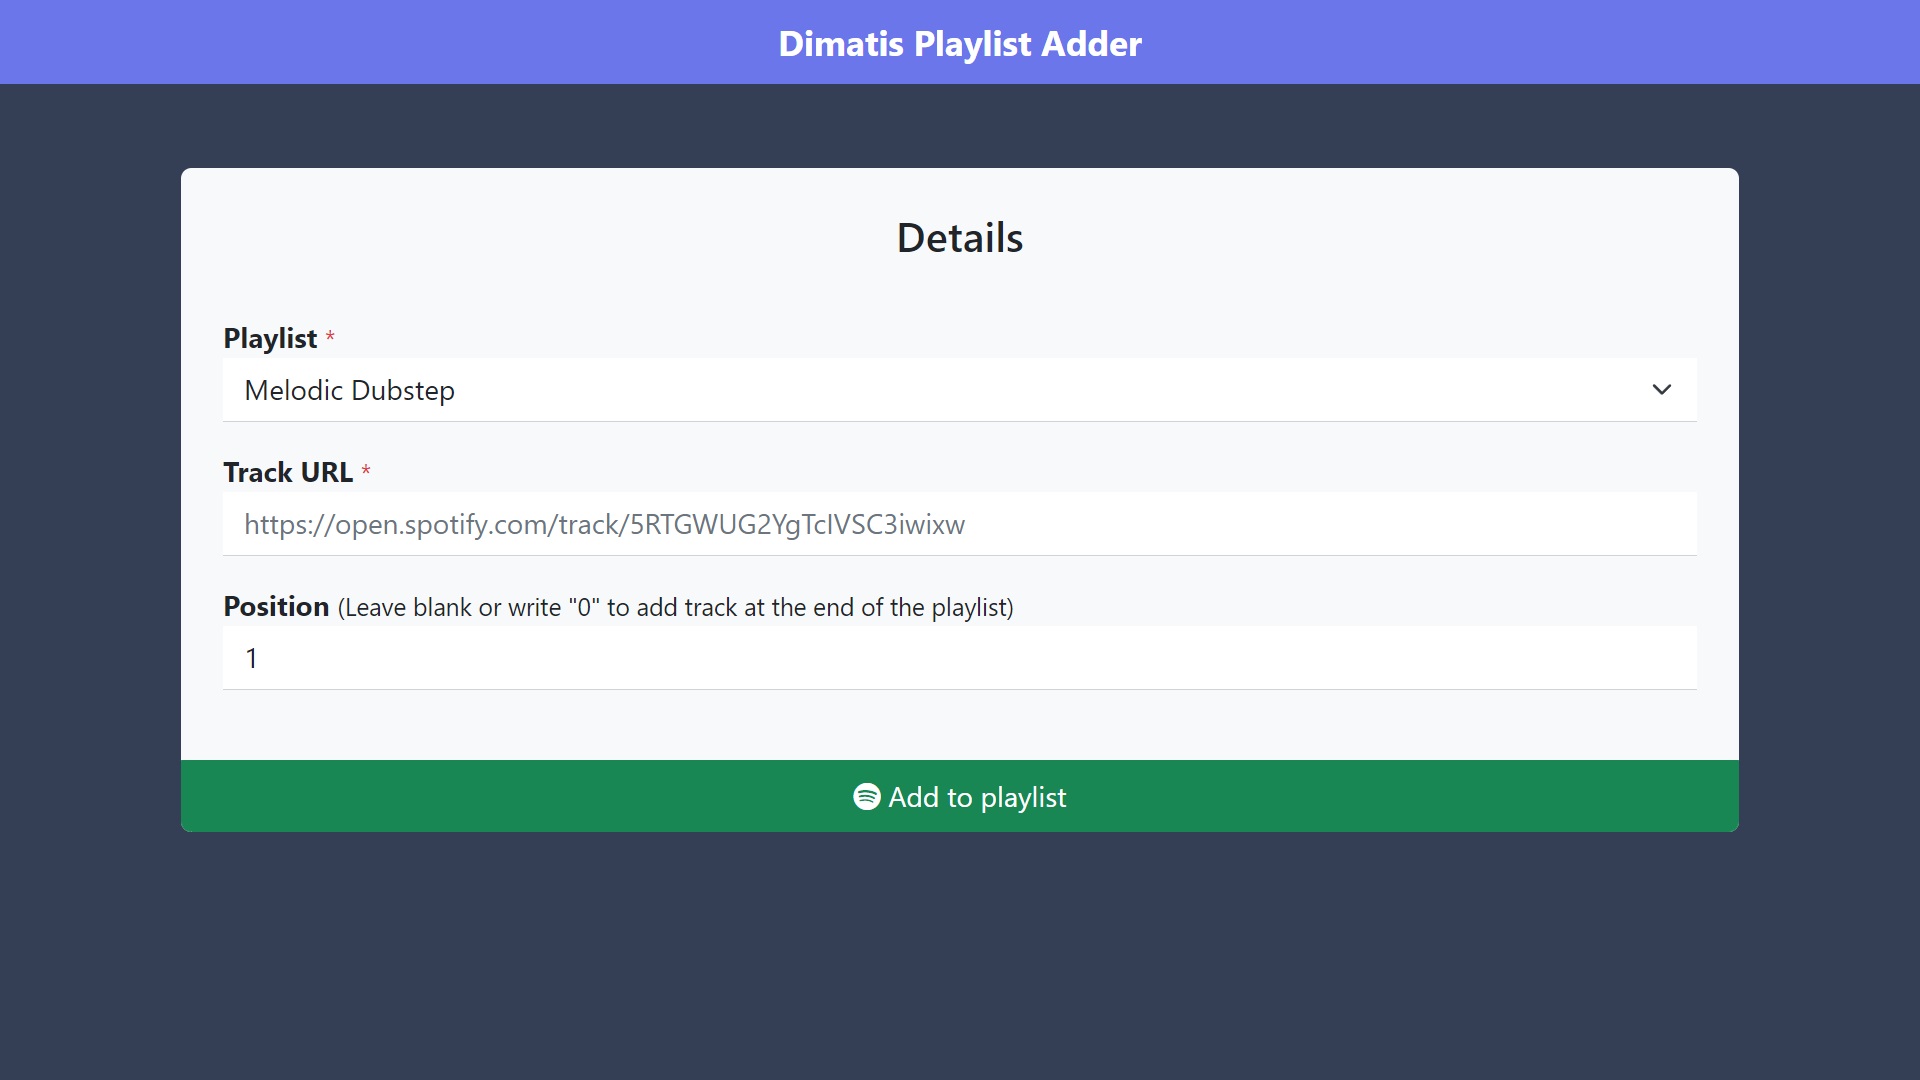 Dimatis Playlist Adder
Details
Playlist *
Melodic Dubstep
Track URL *
https://open.spotify.com/track/5RTGWUG2YgTcIVSC3iwixw
Position (Leave blank or write "0" to add track at the end of the playlist)
1
Add to playlist